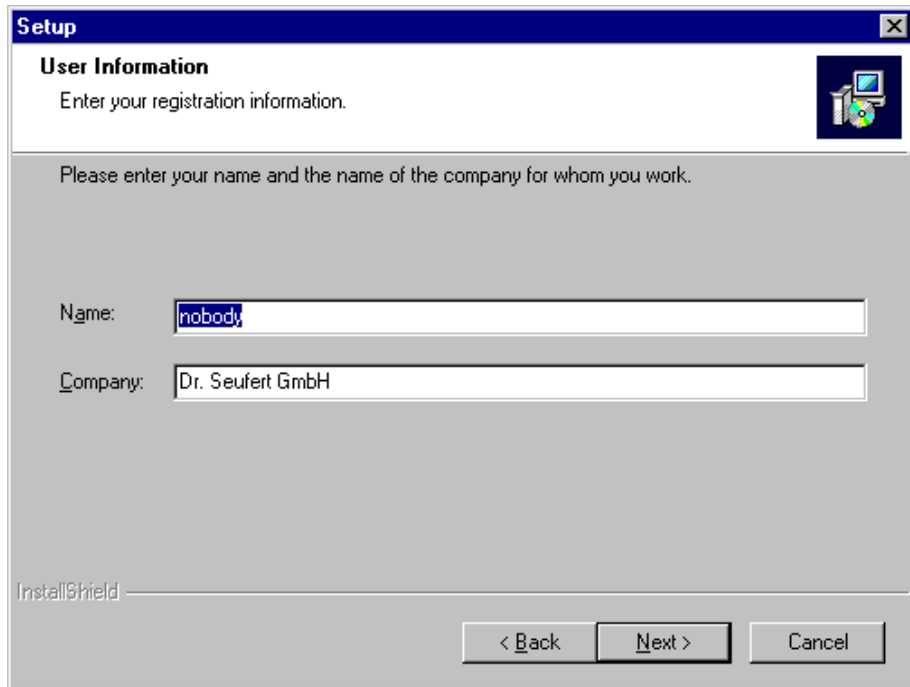 Setup
User Information
Enter your registration information.
Please enter your name and the name of the company for whom you work.
Name: nobody
Company: Dr. Seufert GmbH
InstallShield
< Back Next > Cancel